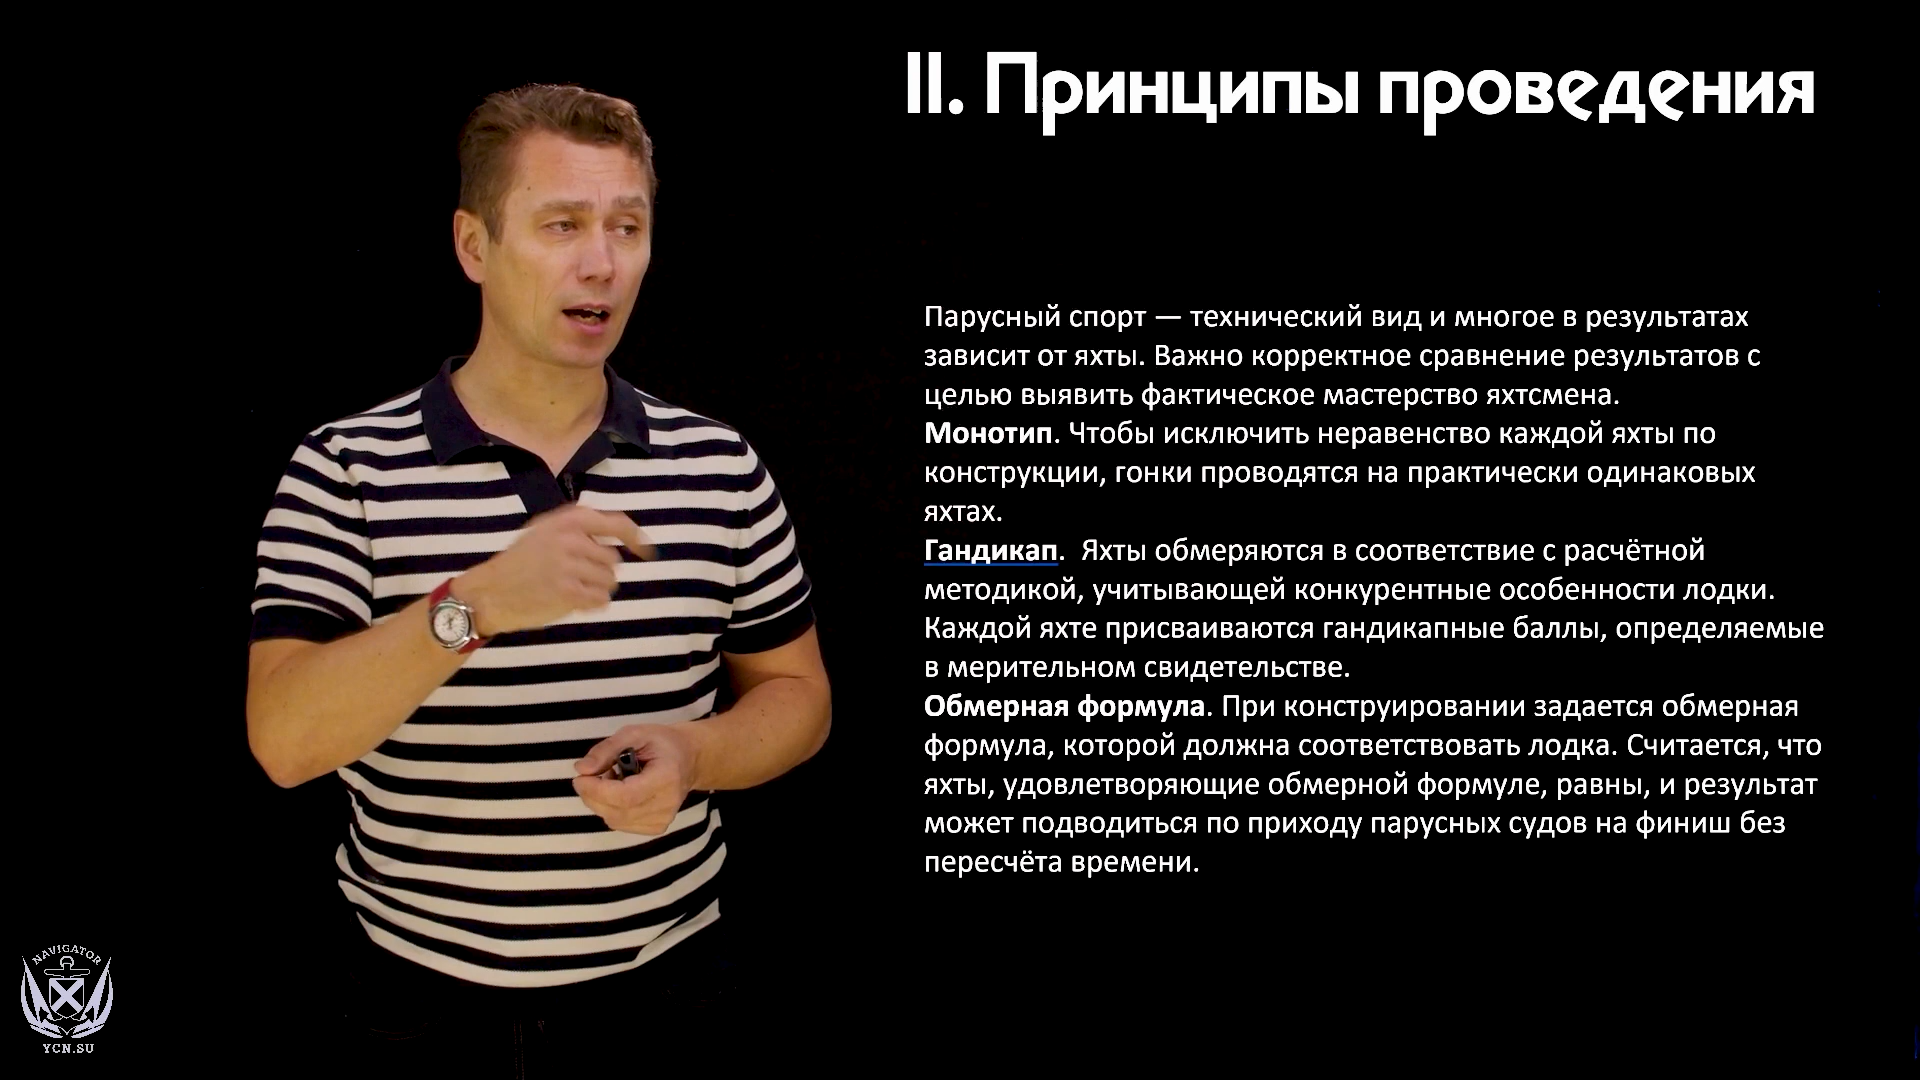 II. Принципы проведения
Парусный спорт — технический вид и многое в результатах
зависит от яхты. Важно корректное сравнение результатов с
целью выявить фактическое мастерство яхтсмена.
Монотип. Чтобы исключить неравенство каждой яхты по
конструкции, гонки проводятся на практически одинаковых
яхтах.
Гандикап.  Яхты обмеряются в соответствие с расчётной
методикой, учитывающей конкурентные особенности лодки.
Каждой яхте присваиваются гандикапные баллы, определяемые
в мерительном свидетельстве.
Обмерная формула. При конструировании задается обмерная
формула, которой должна соответствовать лодка. Считается, что
яхты, удовлетворяющие обмерной формуле, равны, и результат
может подводиться по приходу парусных судов на финиш без
пересчёта времени.
NAVIGATOR
YCN.SU